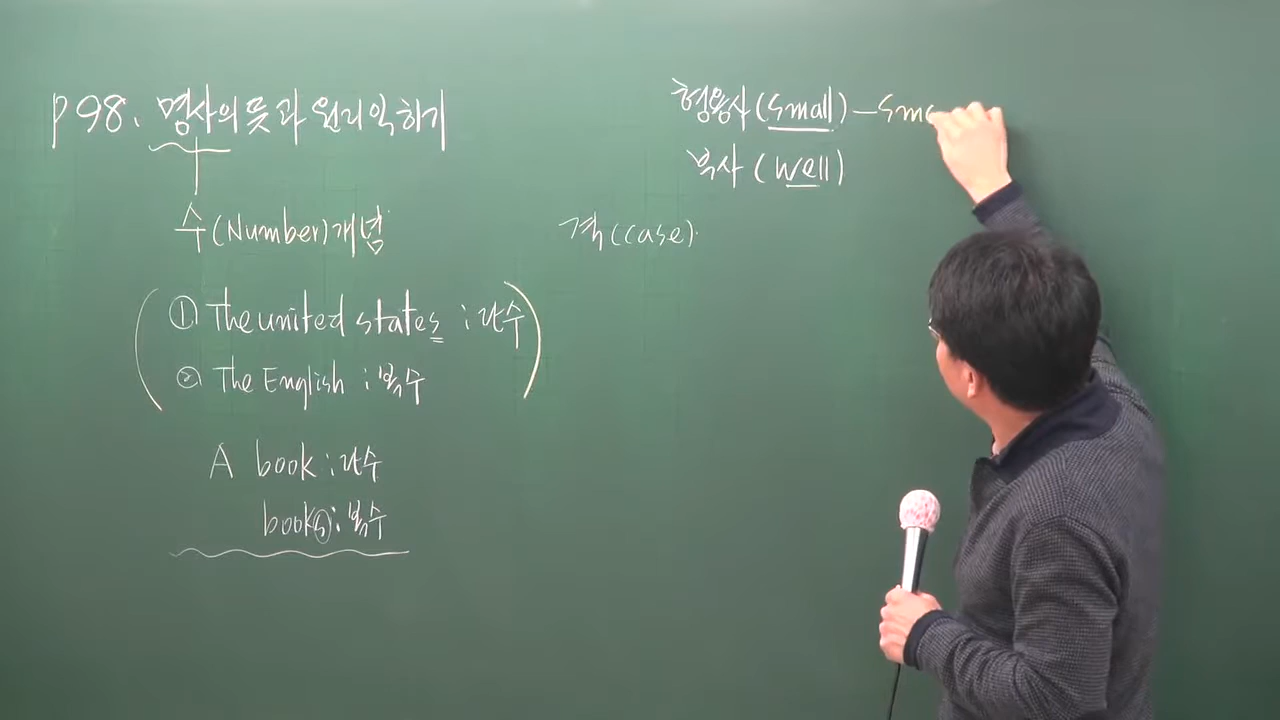 P 98. 명사의 뜻과 원리 익히기
수(Number)개념
① The united states : 단수
② The English : 복수
A book : 단수
books : 복수
형용사(small) - sma
부사(well)
격(case).